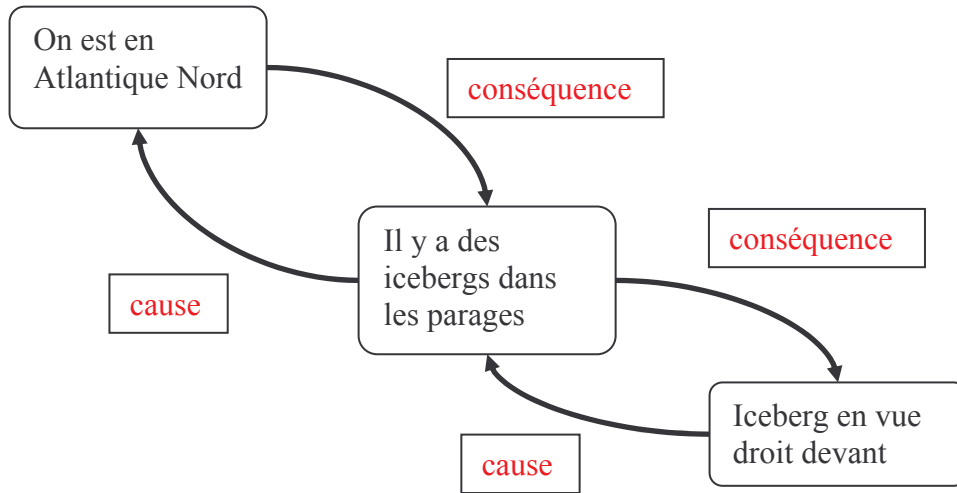 On est en
Atlantique Nord
conséquence
Il y a des
icebergs dans
les parages
conséquence
cause
Iceberg en vue
droit devant
cause